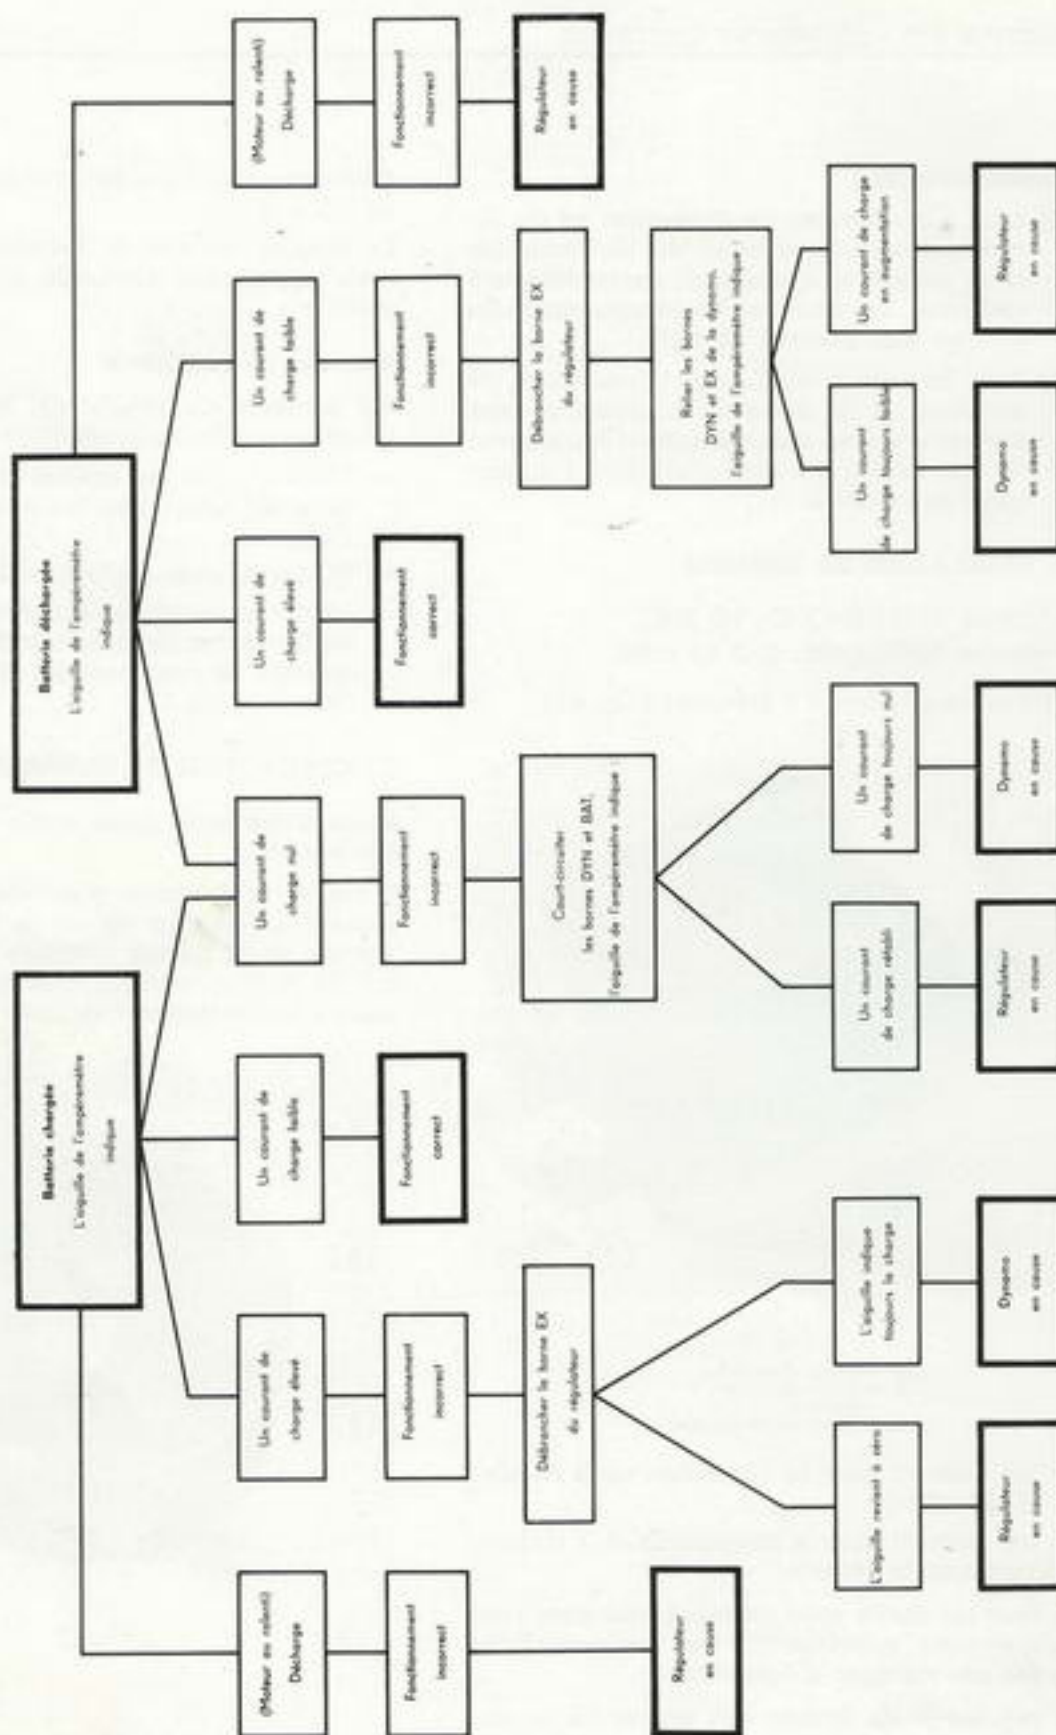 Batterie chargée
L'aiguille de l'ampèremètre
indique
Batterie déchargée
L'aiguille de l'ampèremètre
indique
(Moteur au ralenti)
Décharge
Un courant de
charge élevé
Un courant de
charge faible
Un courant de
charge nul
Un courant de
charge élevé
Un courant de
charge faible
(Moteur au ralenti)
Décharge
Fonctionnement
incorrect
Fonctionnement
incorrect
Fonctionnement
correct
Fonctionnement
incorrect
Fonctionnement
correct
Fonctionnement
incorrect
Fonctionnement
incorrect
Débrancher la borne EX
du régulateur
Court-circuiter
les bornes DYN et BAT,
l'aiguille de l'ampèremètre indique :
Débrancher la borne EX
du régulateur
Régulateur
en cause
Régulateur
en cause
Relier les bornes
DYN et EX de la dynamo,
l'aiguille de l'ampèremètre indique :
L'aiguille revient à zéro
L'aiguille indique
toujours la charge
Un courant
de charge rétabli
Un courant
de charge toujours nul
Un courant
de charge toujours faible
Un courant de charge
en augmentation
Régulateur
en cause
Dynamo
en cause
Régulateur
en cause
Dynamo
en cause
Dynamo
en cause
Régulateur
en cause